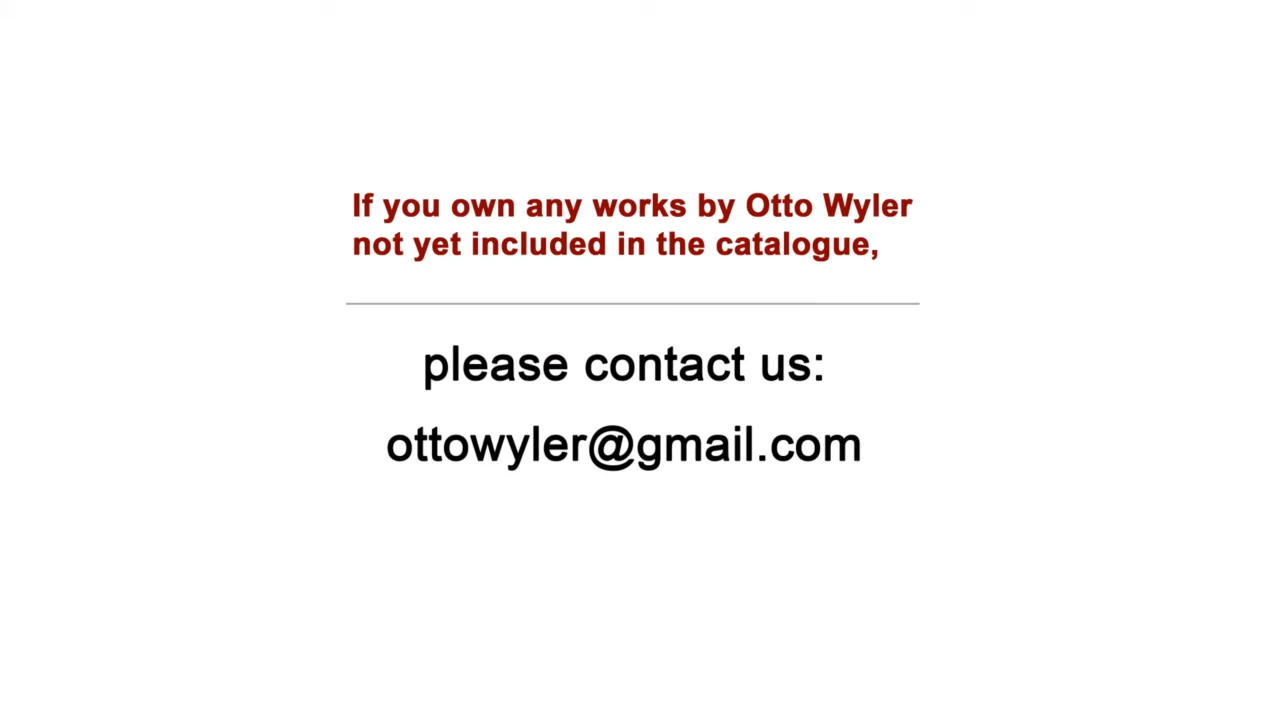 If you own any works by Otto Wyler
not yet included in the catalogue,
please contact us:
ottowyler@gmail.com